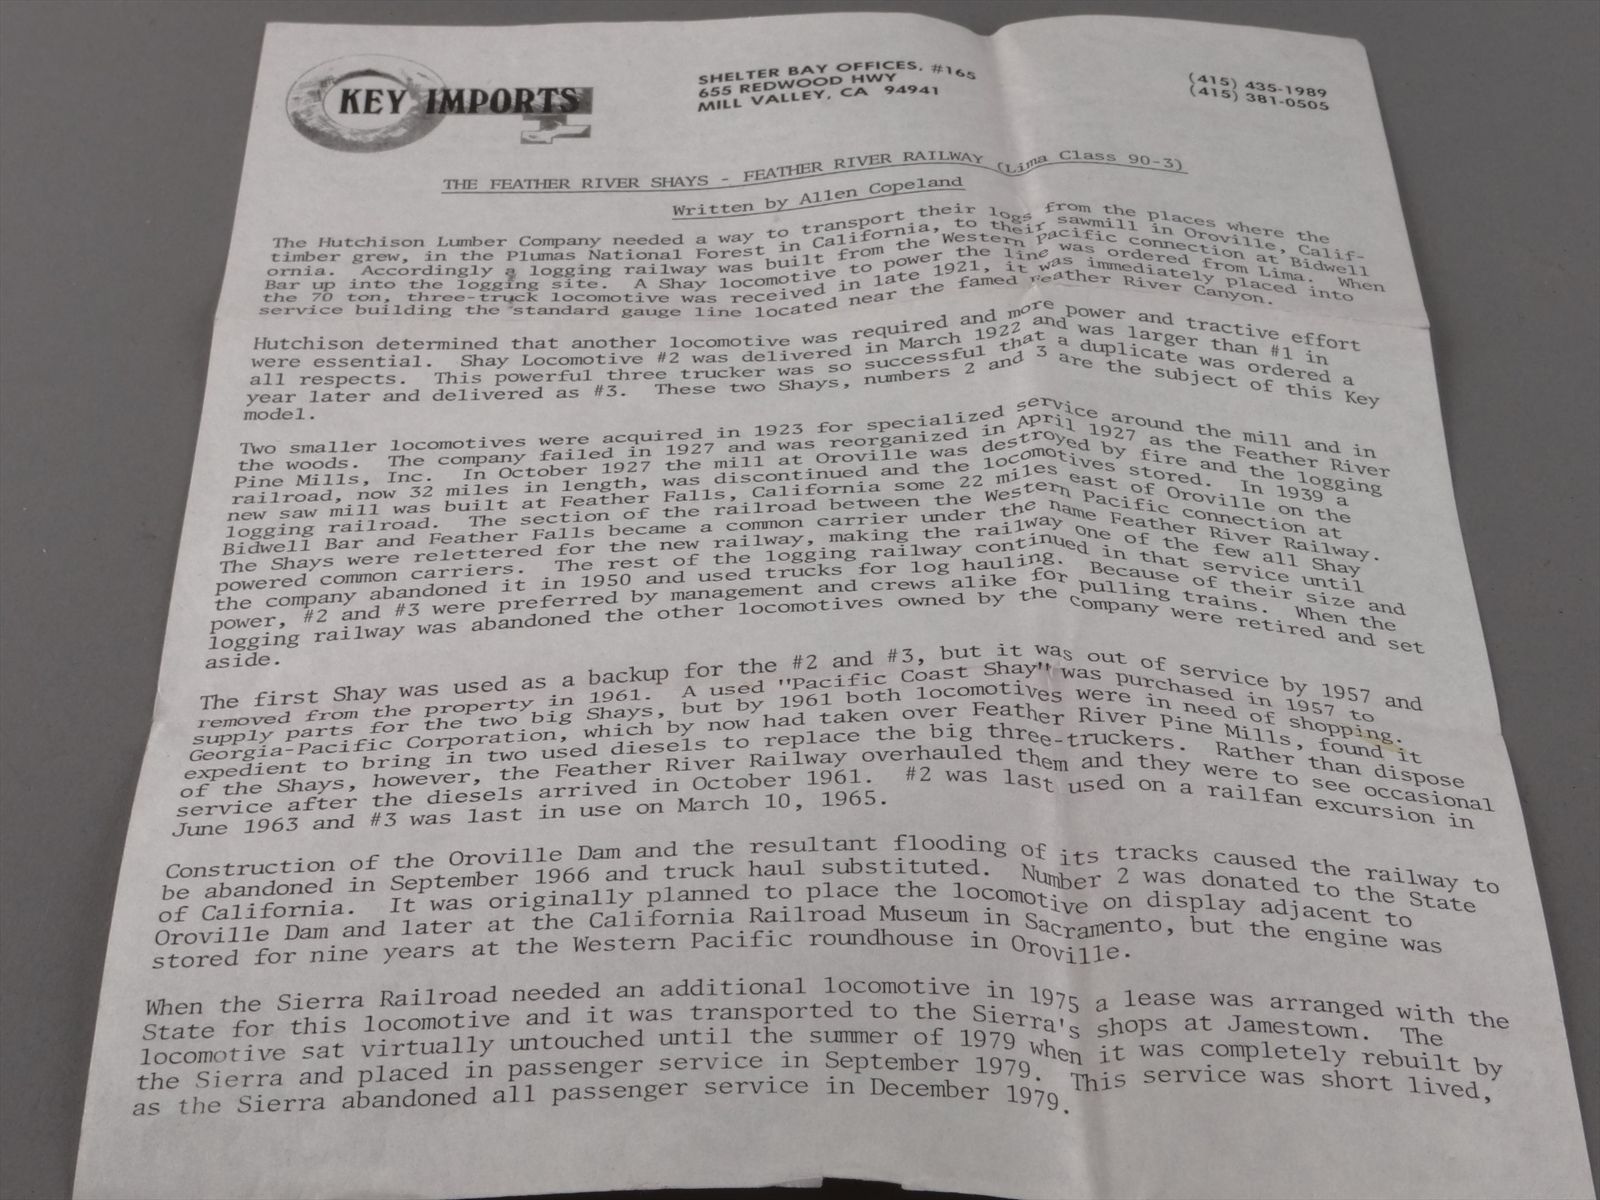 KEY IMPORTS
SHELTER BAY OFFICES, #165
655 REDWOOD HWY
MILL VALLEY, CA 94941
(415) 435-1989
(415) 381-0505
THE FEATHER RIVER SHAYS - FEATHER RIVER RAILWAY (Lima Class 90-3)
Written by Allen Copeland
The Hutchison Lumber Company needed a way to transport their logs from the places where the
timber grew, in the Plumas National Forest in California, to their sawmill in Oroville, Calif-
ornia. Accordingly a logging railway was built from the Western Pacific connection at Bidwell
Bar up into the logging site. A Shay locomotive to power the line was ordered from Lima. When
the 70 ton, three-truck locomotive was received in late 1921, it was immediately placed into
service building the standard gauge line located near the famed Feather River Canyon.
Hutchison determined that another locomotive was required and more power and tractive effort
were essential. Shay Locomotive #2 was delivered in March 1922 and was larger than #1 in
all respects. This powerful three trucker was so successful that a duplicate was ordered a
year later and delivered as #3. These two Shays, numbers 2 and 3 are the subject of this Key
model.
Two smaller locomotives were acquired in 1923 for specialized service around the mill and in
the woods. The company failed in 1927 and was reorganized in April 1927 as the Feather River
Pine Mills, Inc. In October 1927 the mill at Oroville was destroyed by fire and the logging
railroad, now 32 miles in length, was discontinued and the locomotives stored. In 1939 a
new saw mill was built at Feather Falls, California some 22 miles east of Oroville on the
logging railroad. The section of the railroad between the Western Pacific connection at
Bidwell Bar and Feather Falls became a common carrier under the name Feather River Railway.
The Shays were relettered for the new railway, making the railway one of the few all Shay
powered common carriers. The rest of the logging railway continued in that service until
the company abandoned it in 1950 and used trucks for log hauling. Because of their size and
power, #2 and #3 were preferred by management and crews alike for pulling trains. When the
logging railway was abandoned the other locomotives owned by the company were retired and set
aside.
The first Shay was used as a backup for the #2 and #3, but it was out of service by 1957 and
removed from the property in 1961. A used "Pacific Coast Shay" was purchased in 1957 to
supply parts for the two big Shays, but by 1961 both locomotives were in need of shopping.
Georgia-Pacific Corporation, which by now had taken over Feather River Pine Mills, found it
expedient to bring in two used diesels to replace the big three-truckers. Rather than dispose
of the Shays, however, the Feather River Railway overhauled them and they were to see occasional
service after the diesels arrived in October 1961. #2 was last used on a railfan excursion in
June 1963 and #3 was last in use on March 10, 1965.
Construction of the Oroville Dam and the resultant flooding of its tracks caused the railway to
be abandoned in September 1966 and truck haul substituted. Number 2 was donated to the State
of California. It was originally planned to place the locomotive on display adjacent to
Oroville Dam and later at the California Railroad Museum in Sacramento, but the engine was
stored for nine years at the Western Pacific roundhouse in Oroville.
When the Sierra Railroad needed an additional locomotive in 1975 a lease was arranged with the
State for this locomotive and it was transported to the Sierra's shops at Jamestown. The
locomotive sat virtually untouched until the summer of 1979 when it was completely rebuilt by
the Sierra and placed in passenger service in September 1979. This service was short lived,
as the Sierra abandoned all passenger service in December 1979.